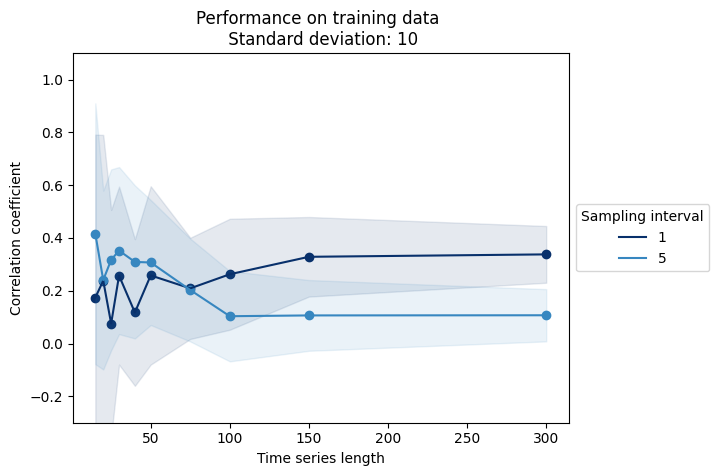 Performance on training data
Standard deviation: 10
Correlation coefficient
1.0
0.8
0.6
0.4
0.2
0.0
−0.2
50 100 150 200 250 300
Time series length
Sampling interval
1
5